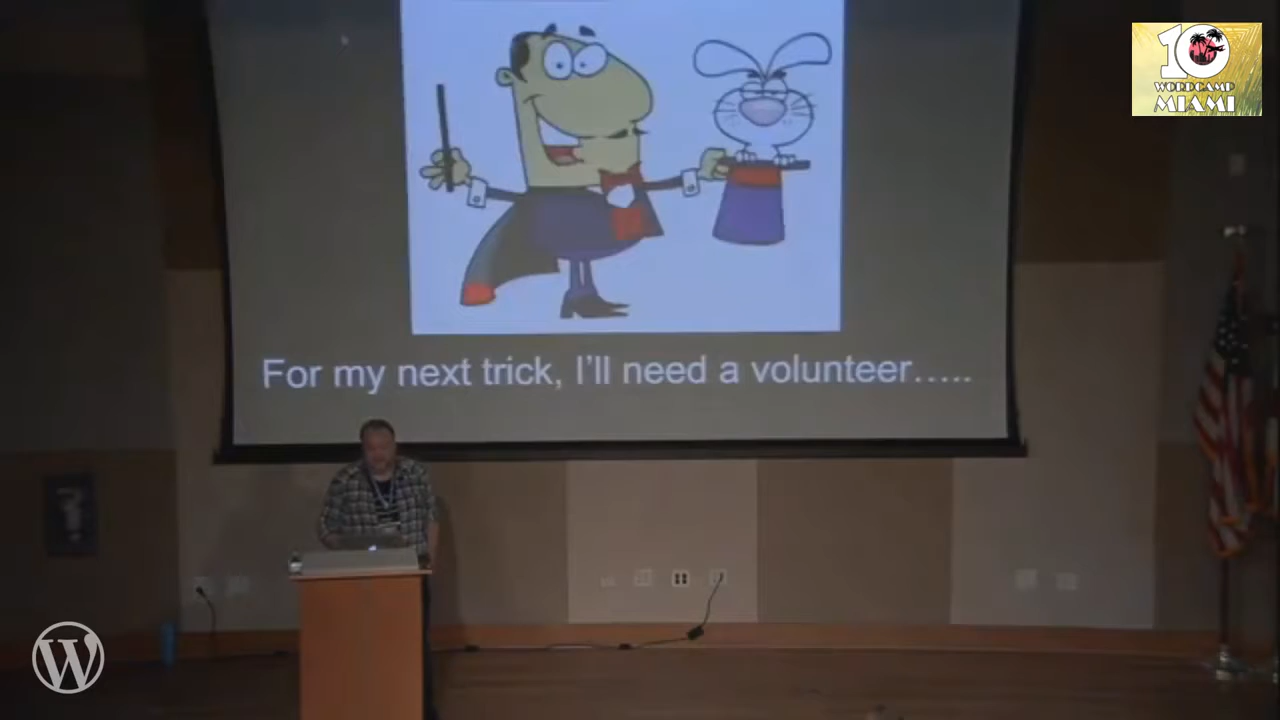 10
WORDCAMP
MIAMI
For my next trick, I'll need a volunteer…..
W